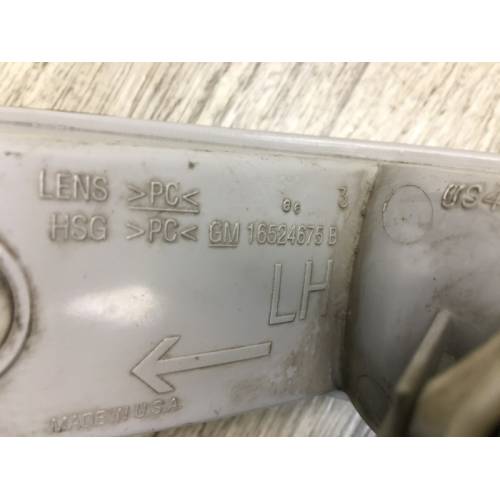 LENS >PC< 3
HSG >PC< GM 16524675 B
LH
MADE IN U.S.A